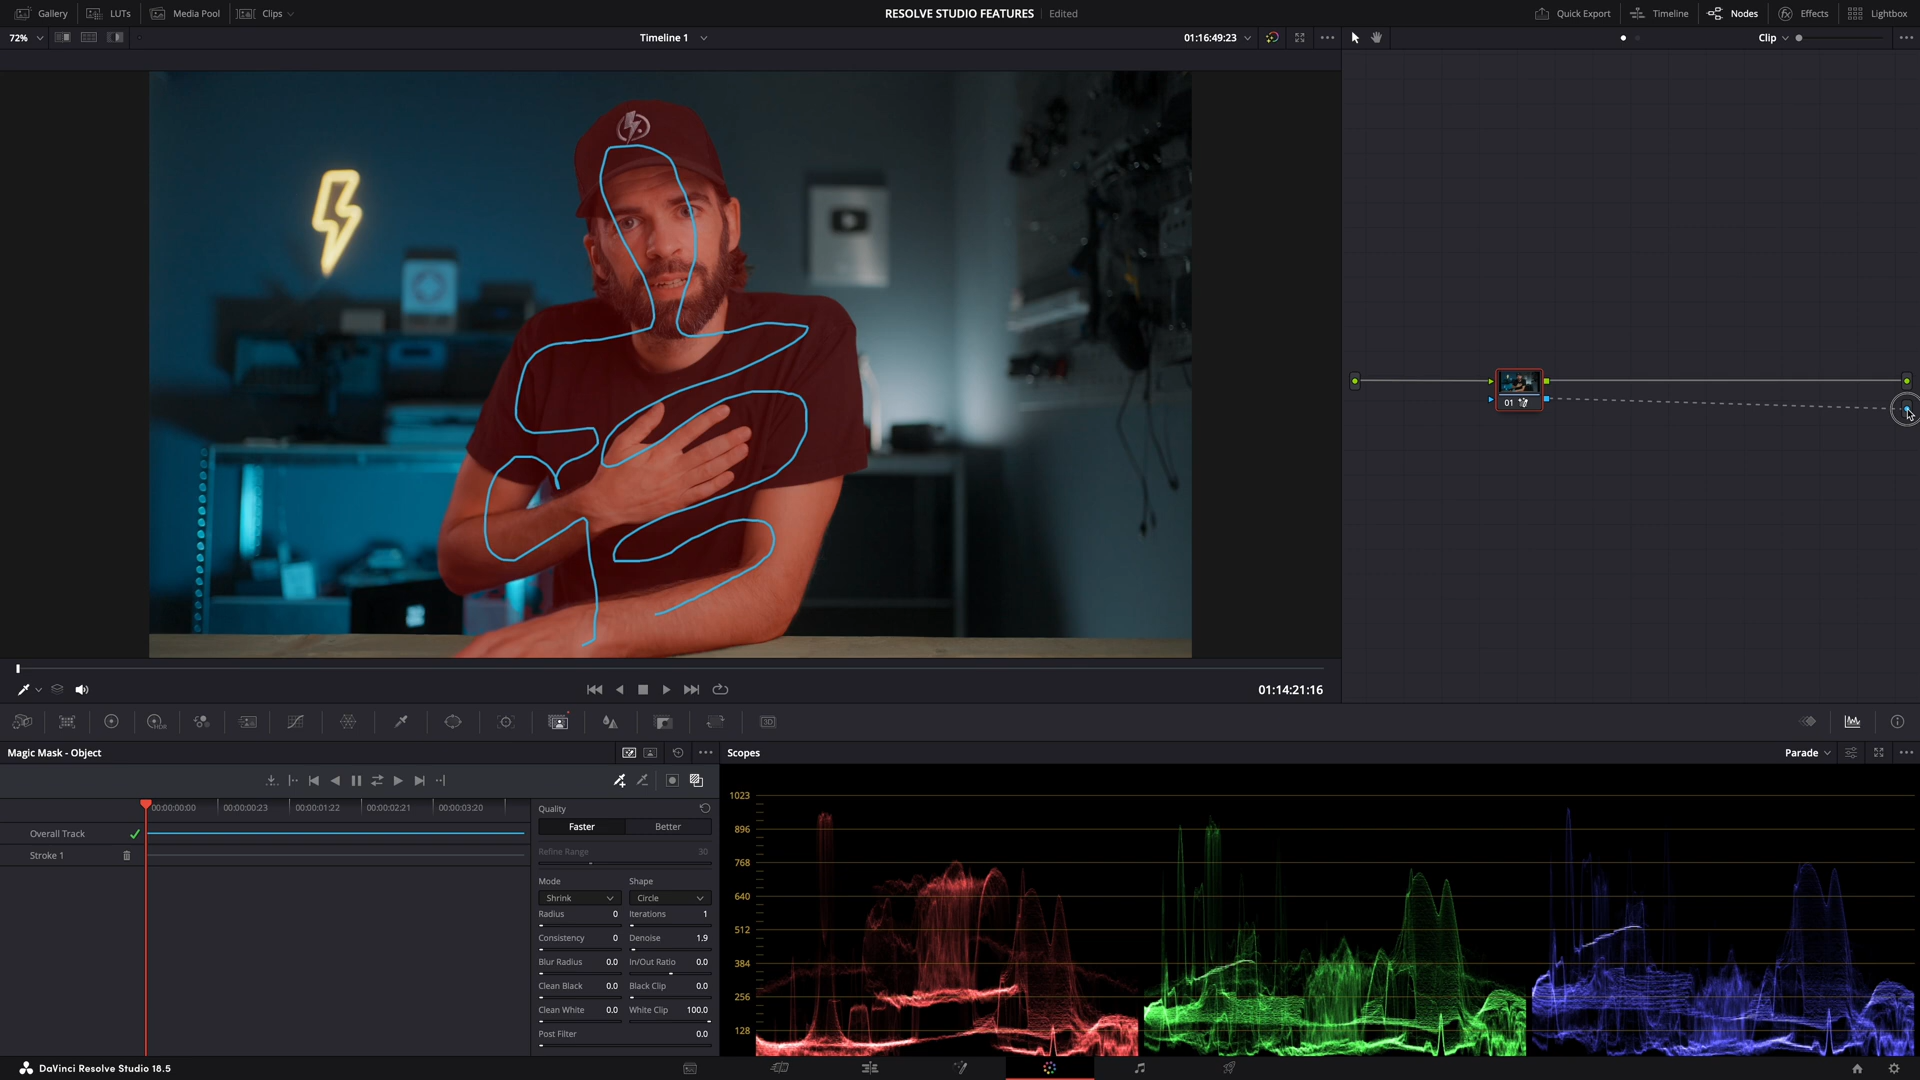 Gallery LUTs Media Pool Clips RESOLVE STUDIO FEATURES Edited Quick Export Timeline Nodes Effects Lightbox
72% Timeline 1 01:16:49:23 Clip
01
01:14:21:16
HDR 3D
Magic Mask - Object Scopes Parade
00:00:00:00 00:00:00:23 00:00:01:22 00:00:02:21 00:00:03:20
Overall Track
Stroke 1
Quality
Faster Better
Refine Range 30
Mode Shape
Shrink Circle
Radius 0 Iterations 1
Consistency 0 Denoise 1.9
Blur Radius 0.0 In/Out Ratio 0.0
Clean Black 0.0 Black Clip 0.0
Clean White 0.0 White Clip 100.0
Post Filter 0.0
1023
896
768
640
512
384
256
128
DaVinci Resolve Studio 18.5